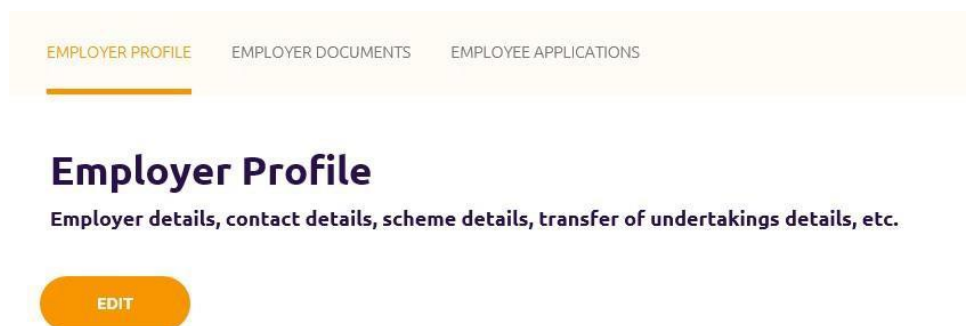 EMPLOYER PROFILE EMPLOYER DOCUMENTS EMPLOYEE APPLICATIONS
Employer Profile
Employer details, contact details, scheme details, transfer of undertakings details, etc.
EDIT